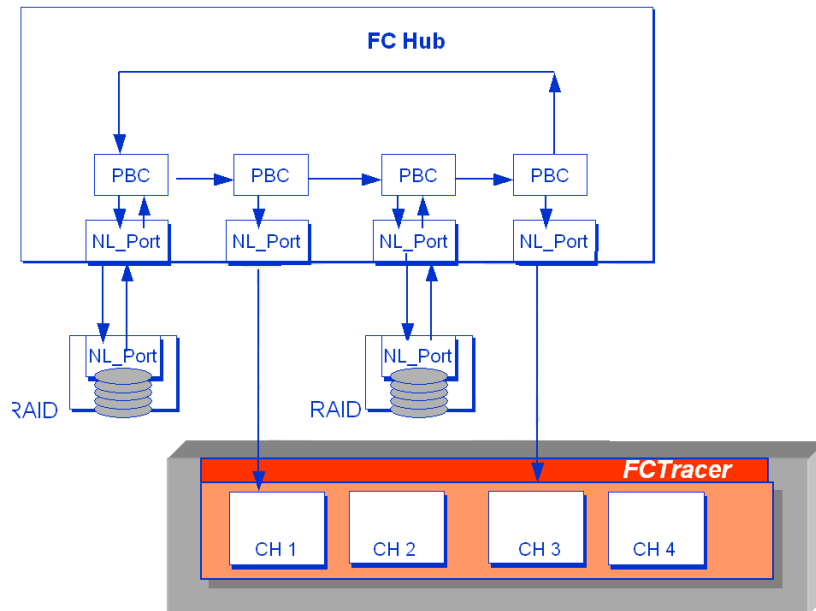 FC Hub
PBC PBC PBC PBC
NL_Port NL_Port NL_Port NL_Port
NL_Port NL_Port
RAID RAID
FCTracer
CH 1 CH 2 CH 3 CH 4